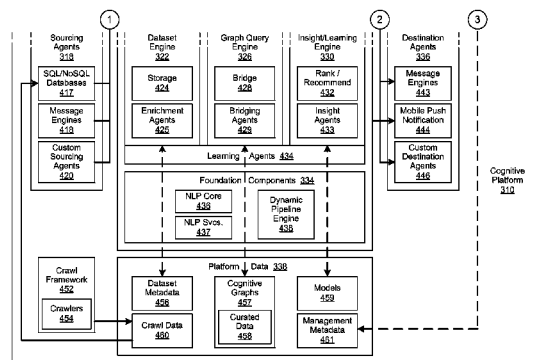 1
2
3
Sourcing
Agents
318
SQL/NoSQL
Databases
417
Message
Engines
418
Custom
Sourcing
Agents
420
Dataset
Engine
322
Storage
424
Enrichment
Agents
425
Graph Query
Engine
326
Bridge
428
Bridging
Agents
429
Insight/Learning
Engine
330
Rank /
Recommend
432
Insight
Agents
433
Learning Agents 434
Destination
Agents
336
Message
Engines
443
Mobile Push
Notification
444
Custom
Destination
Agents
446
Cognitive
Platform
310
Foundation Components 334
NLP Core
436
NLP Svcs.
437
Dynamic
Pipeline
Engine
438
Crawl
Framework
452
Crawlers
454
Platform Data 338
Dataset
Metadata
456
Crawl Data
460
Cognitive
Graphs
457
Curated
Data
458
Models
459
Management
Metadata
461